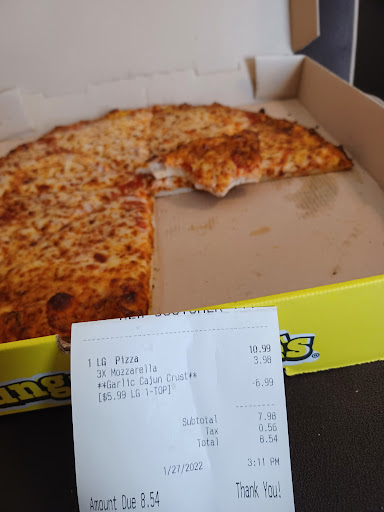 1 LG Pizza 10.99
3X Mozzarella 3.98
**Garlic Cajun Crust**
[$5.99 LG 1-TOP] -6.99
Subtotal 7.98
Tax 0.56
Total 8.54
1/27/2022 3:11 PM
Amount Due 8.54 Thank You!
ung
s®